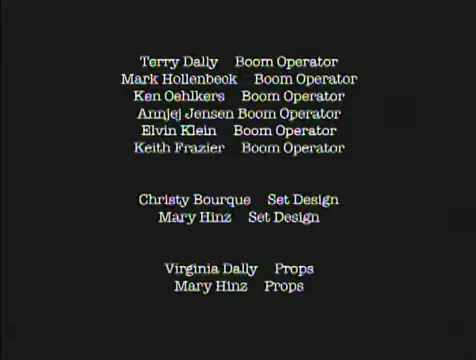 Terry Dally Boom Operator
Mark Hollenbeck Boom Operator
Ken Oehlkers Boom Operator
Annjej Jensen Boom Operator
Elvin Klein Boom Operator
Keith Frazier Boom Operator
Christy Bourque Set Design
Mary Hinz Set Design
Virginia Dally Props
Mary Hinz Props